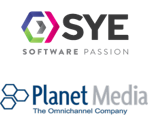 SYE
SOFTWARE PASSION
Planet Media
The Omnichannel Company